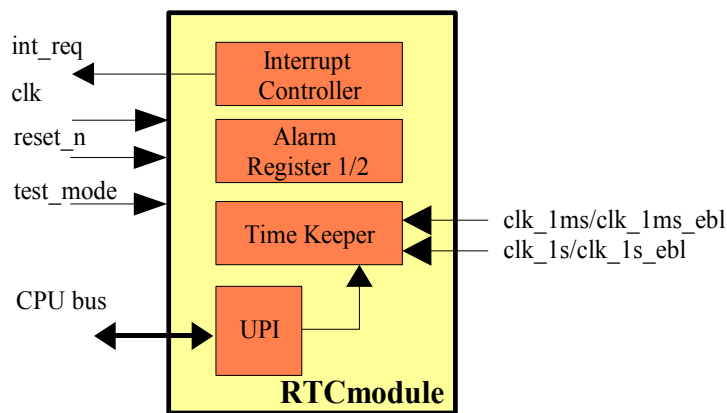 int_req
clk
reset_n
test_mode
CPU bus
Interrupt
Controller
Alarm
Register 1/2
Time Keeper
UPI
RTCmodule
clk_1ms/clk_1ms_ebl
clk_1s/clk_1s_ebl